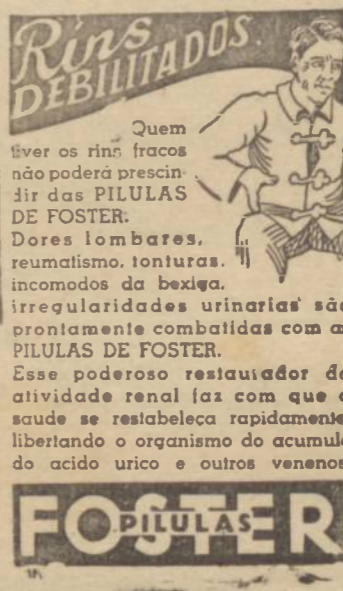 Rins
DEBILITADOS.
Quem
tiver os rins fracos
não poderá prescin-
dir das PILULAS
DE FOSTER.
Dores lombares,
reumatismo, tonturas,
incomodos da bexiga,
irregularidades urinarias são
prontamente combatidas com as
PILULAS DE FOSTER.
Esse poderoso restaurador da
atividade renal faz com que a
saude se restabeleça rapidamente
libertando o organismo do acumulo
do acido urico e outros venenos
PILULAS
FOSTER